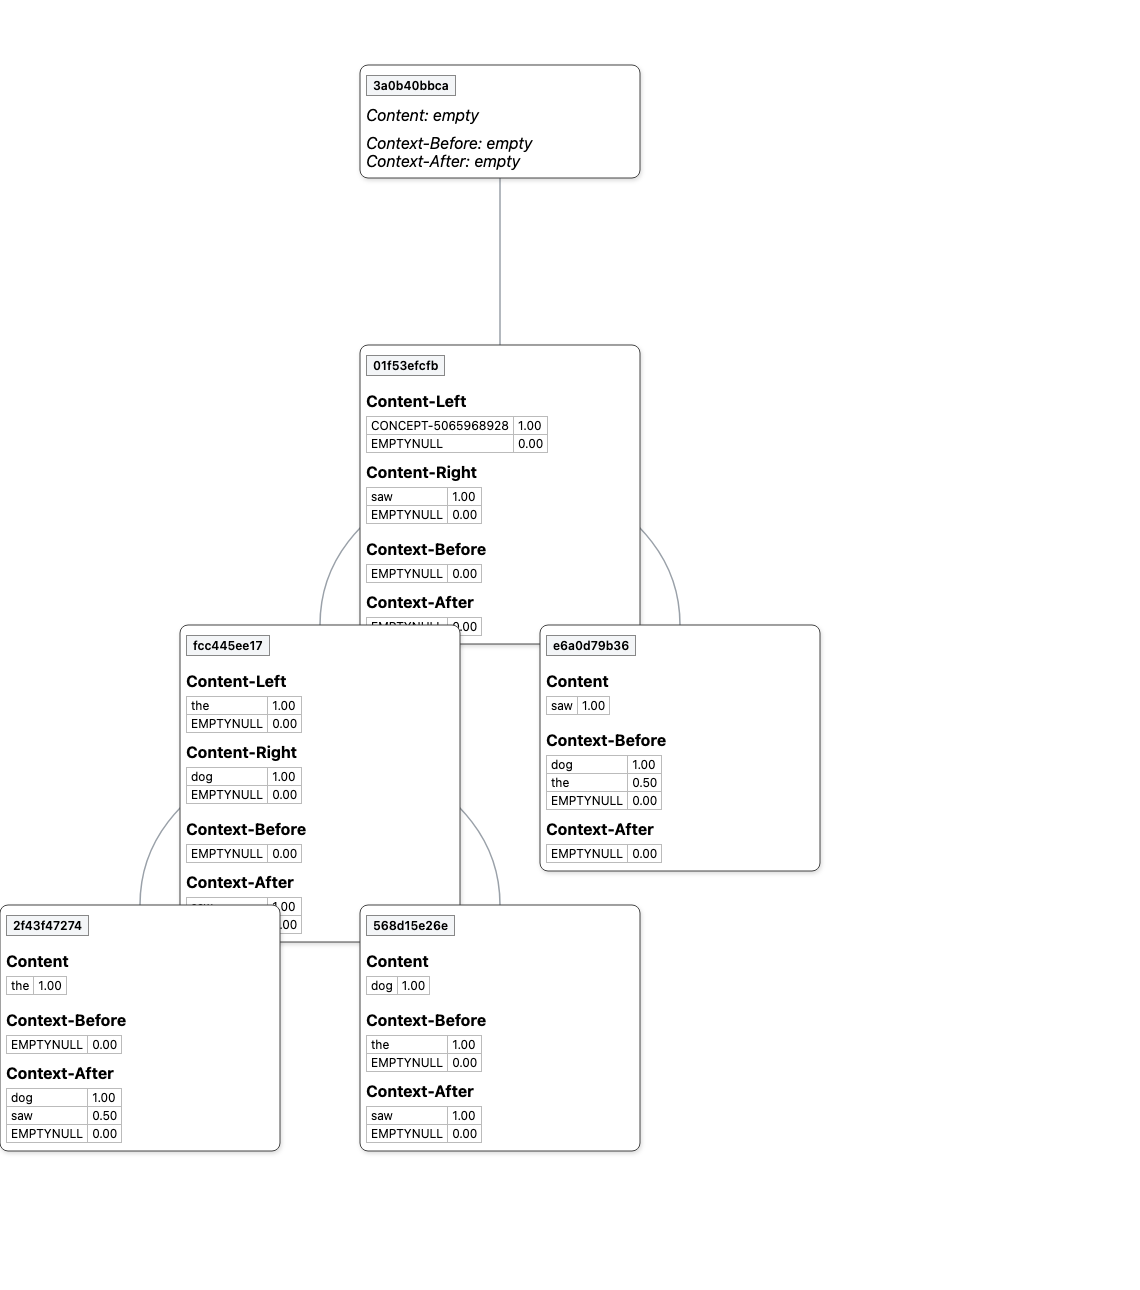 3a0b40bbca
Content: empty
Context-Before: empty
Context-After: empty
01f53efcfb
Content-Left
CONCEPT-5065968928 1.00
EMPTYNULL 0.00
Content-Right
saw 1.00
EMPTYNULL 0.00
Context-Before
EMPTYNULL 0.00
Context-After
EMPTYNULL 0.00
fcc445ee17
Content-Left
the 1.00
EMPTYNULL 0.00
Content-Right
dog 1.00
EMPTYNULL 0.00
Context-Before
EMPTYNULL 0.00
Context-After
saw 1.00
.00
e6a0d79b36
Content
saw 1.00
Context-Before
dog 1.00
the 0.50
EMPTYNULL 0.00
Context-After
EMPTYNULL 0.00
2f43f47274
Content
the 1.00
Context-Before
EMPTYNULL 0.00
Context-After
dog 1.00
saw 0.50
EMPTYNULL 0.00
568d15e26e
Content
dog 1.00
Context-Before
the 1.00
EMPTYNULL 0.00
Context-After
saw 1.00
EMPTYNULL 0.00